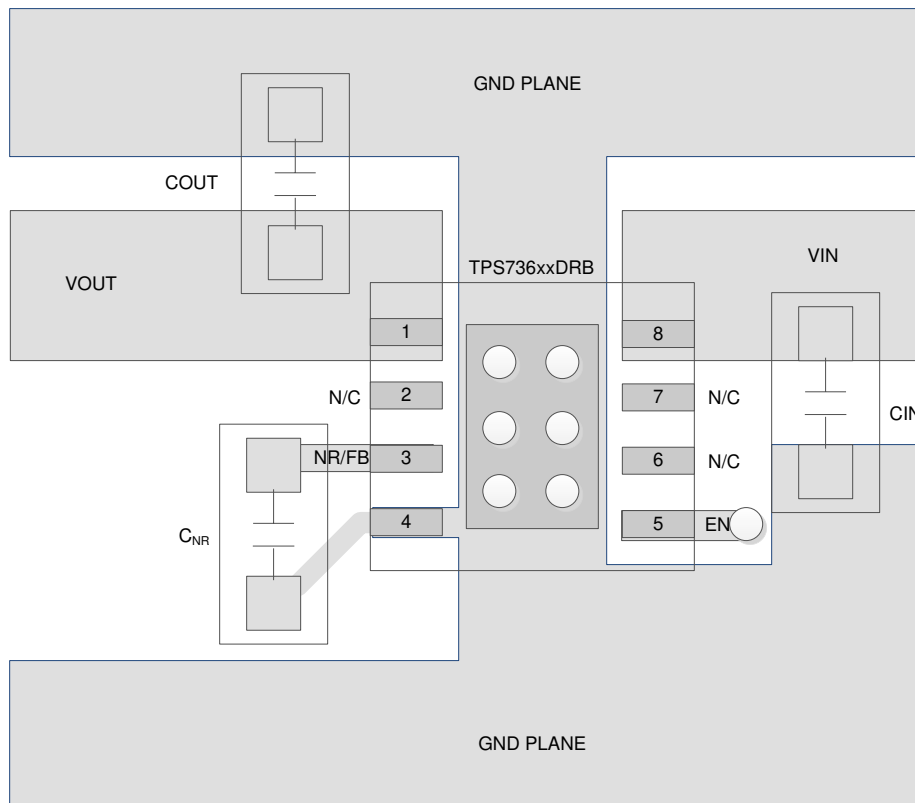 GND PLANE
COUT
VIN
TPS736xxDRB
VOUT
1
8
N/C
2
7
N/C
CIN
NR/FB
3
6
N/C
4
5
EN
CNR
GND PLANE